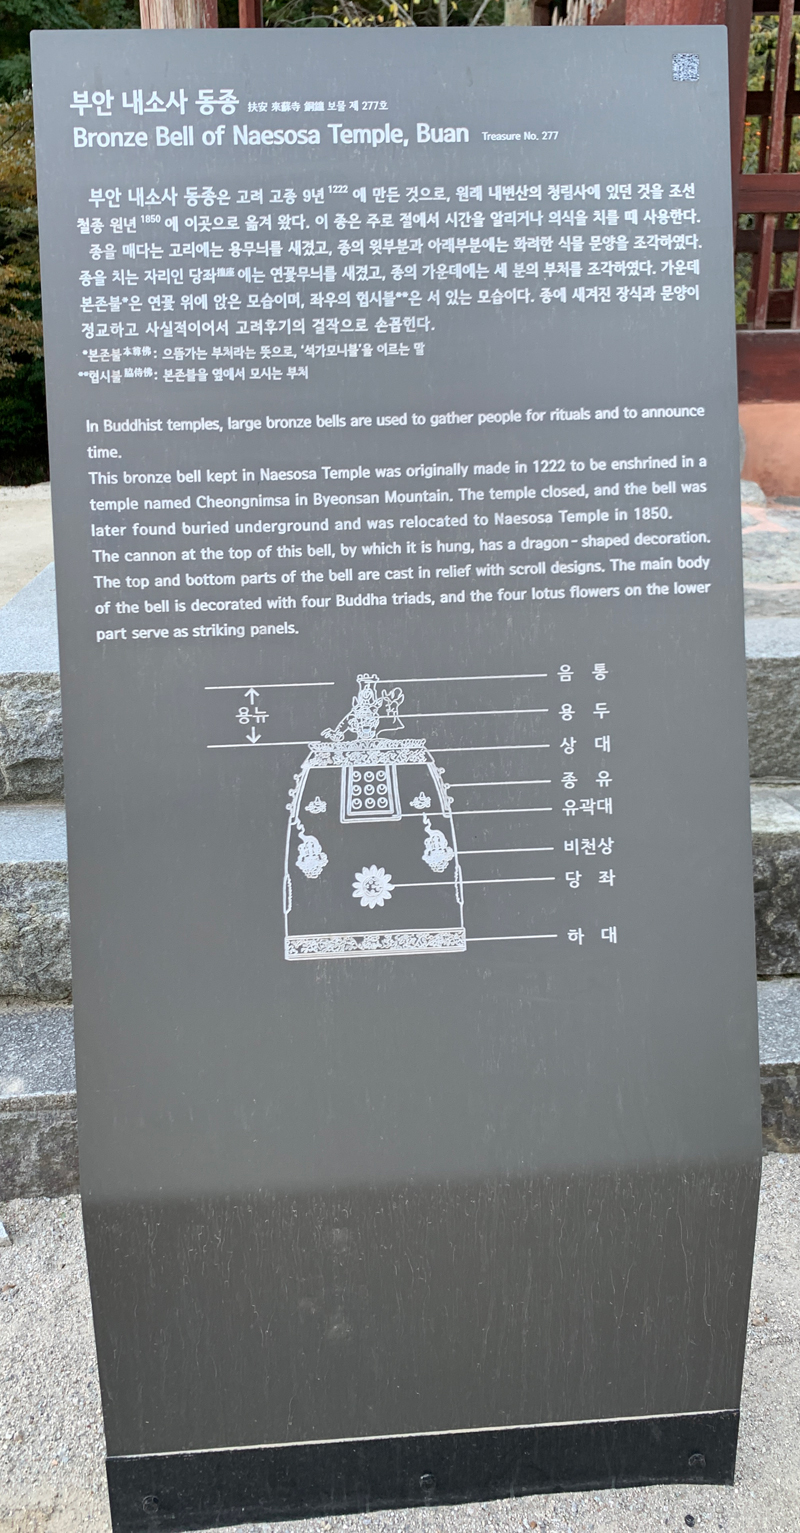 부안 내소사 동종 扶安 來蘇寺 銅鐘 보물 제 277호
Bronze Bell of Naesosa Temple, Buan Treasure No. 277
부안 내소사 동종은 고려 고종 9년 1222 에 만든 것으로, 원래 내변산의 청림사에 있던 것을 조선
철종 원년 1850 에 이곳으로 옮겨 왔다. 이 종은 주로 절에서 시간을 알리거나 의식을 치를 때 사용한다.
종을 매다는 고리에는 용무늬를 새겼고, 종의 윗부분과 아래부분에는 화려한 식물 문양을 조각하였다.
종을 치는 자리인 당좌撞座에는 연꽃무늬를 새겼고, 종의 가운데에는 세 분의 부처를 조각하였다. 가운데
본존불*은 연꽃 위에 앉은 모습이며, 좌우의 협시불**은 서 있는 모습이다. 종에 새겨진 장식과 문양이
정교하고 사실적이어서 고려후기의 걸작으로 손꼽힌다.
*본존불本尊佛: 으뜸가는 부처라는 뜻으로, '석가모니불'을 이르는 말
**협시불 脇侍佛: 본존불을 옆에서 모시는 부처
In Buddhist temples, large bronze bells are used to gather people for rituals and to announce
time.
This bronze bell kept in Naesosa Temple was originally made in 1222 to be enshrined in a
temple named Cheongnimsa in Byeonsan Mountain. The temple closed, and the bell was
later found buried underground and was relocated to Naesosa Temple in 1850.
The cannon at the top of this bell, by which it is hung, has a dragon-shaped decoration.
The top and bottom parts of the bell are cast in relief with scroll designs. The main body
of the bell is decorated with four Buddha triads, and the four lotus flowers on the lower
part serve as striking panels.
음 통
용뉴
용 두
상 대
종 유
유곽대
비천상
당 좌
하 대